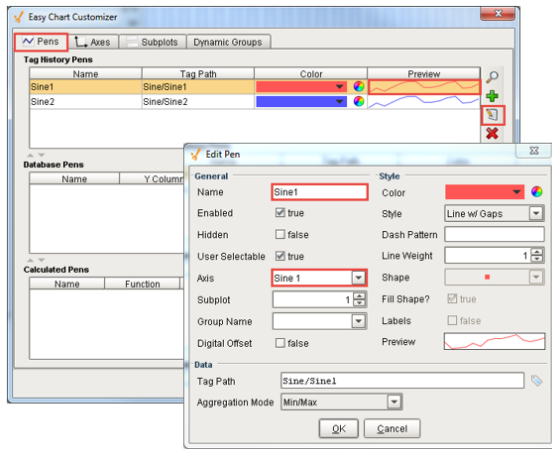 Easy Chart Customizer
Pens Axes Subplots Dynamic Groups
Tag History Pens
Name Tag Path Color Preview
Sine1 Sine/Sine1
Sine2 Sine/Sine2
Database Pens
Name Y Column
Calculated Pens
Name Function
Edit Pen
General
Name Sine1
Enabled true
Hidden false
User Selectable true
Axis Sine 1
Subplot 1
Group Name
Digital Offset false
Style
Color
Style Line w/ Gaps
Dash Pattern
Line Weight 1
Shape
Fill Shape? true
Labels false
Preview
Data
Tag Path Sine/Sine1
Aggregation Mode Min/Max
OK Cancel